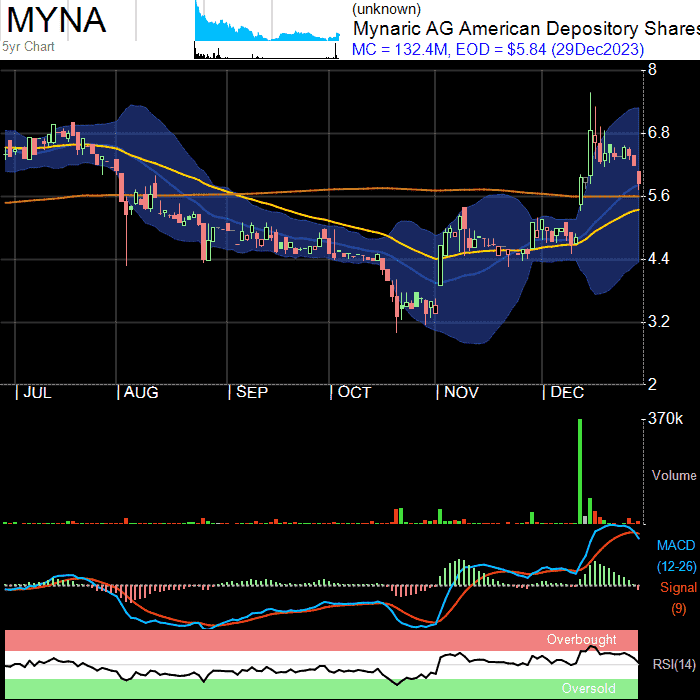 MYNA
5yr Chart
(unknown)
Mynaric AG American Depository Shares
MC = 132.4M, EOD = $5.84 (29Dec2023)
8
6.8
5.6
4.4
3.2
2
JUL AUG SEP OCT NOV DEC
370k
Volume
MACD
(12-26)
Signal
(9)
Overbought
RSI(14)
Oversold